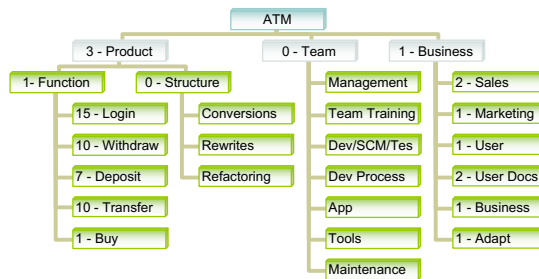 ATM
3 - Product
0 - Team
1 - Business
1- Function
0 - Structure
Management
2 - Sales
15 - Login
Conversions
Team Training
1 - Marketing
10 - Withdraw
Rewrites
Dev/SCM/Tes
1 - User
7 - Deposit
Refactoring
Dev Process
2 - User Docs
10 - Transfer
App
1 - Business
1 - Buy
Tools
1 - Adapt
Maintenance